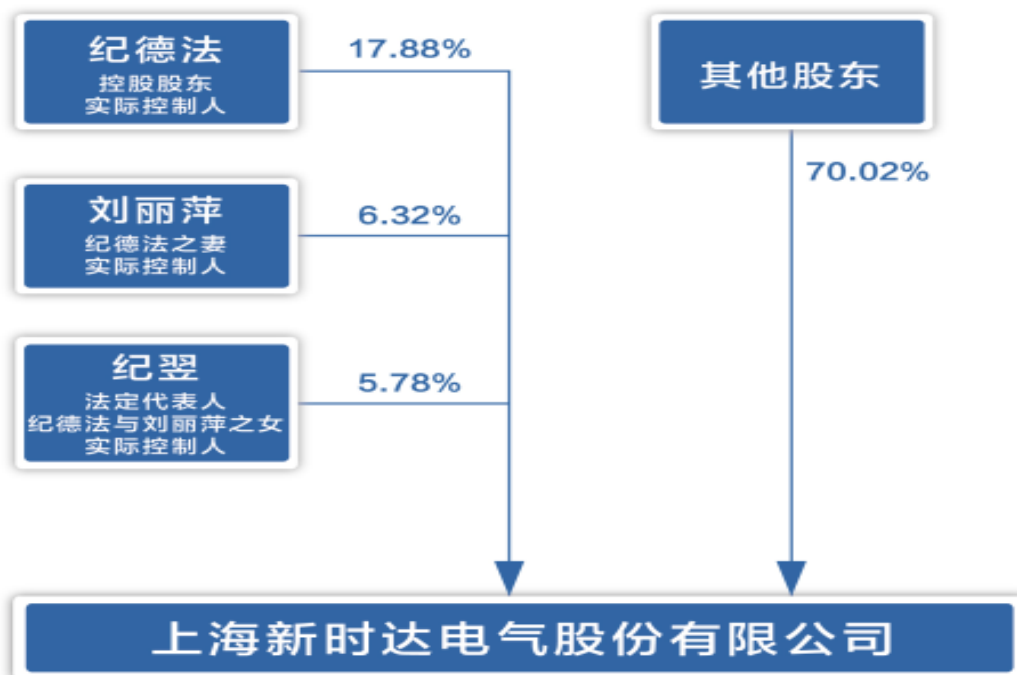 纪德法
控股股东
实际控制人
17.88%
其他股东
70.02%
刘丽萍
纪德法之妻
实际控制人
6.32%
纪翌
法定代表人
纪德法与刘丽萍之女
实际控制人
5.78%
上海新时达电气股份有限公司